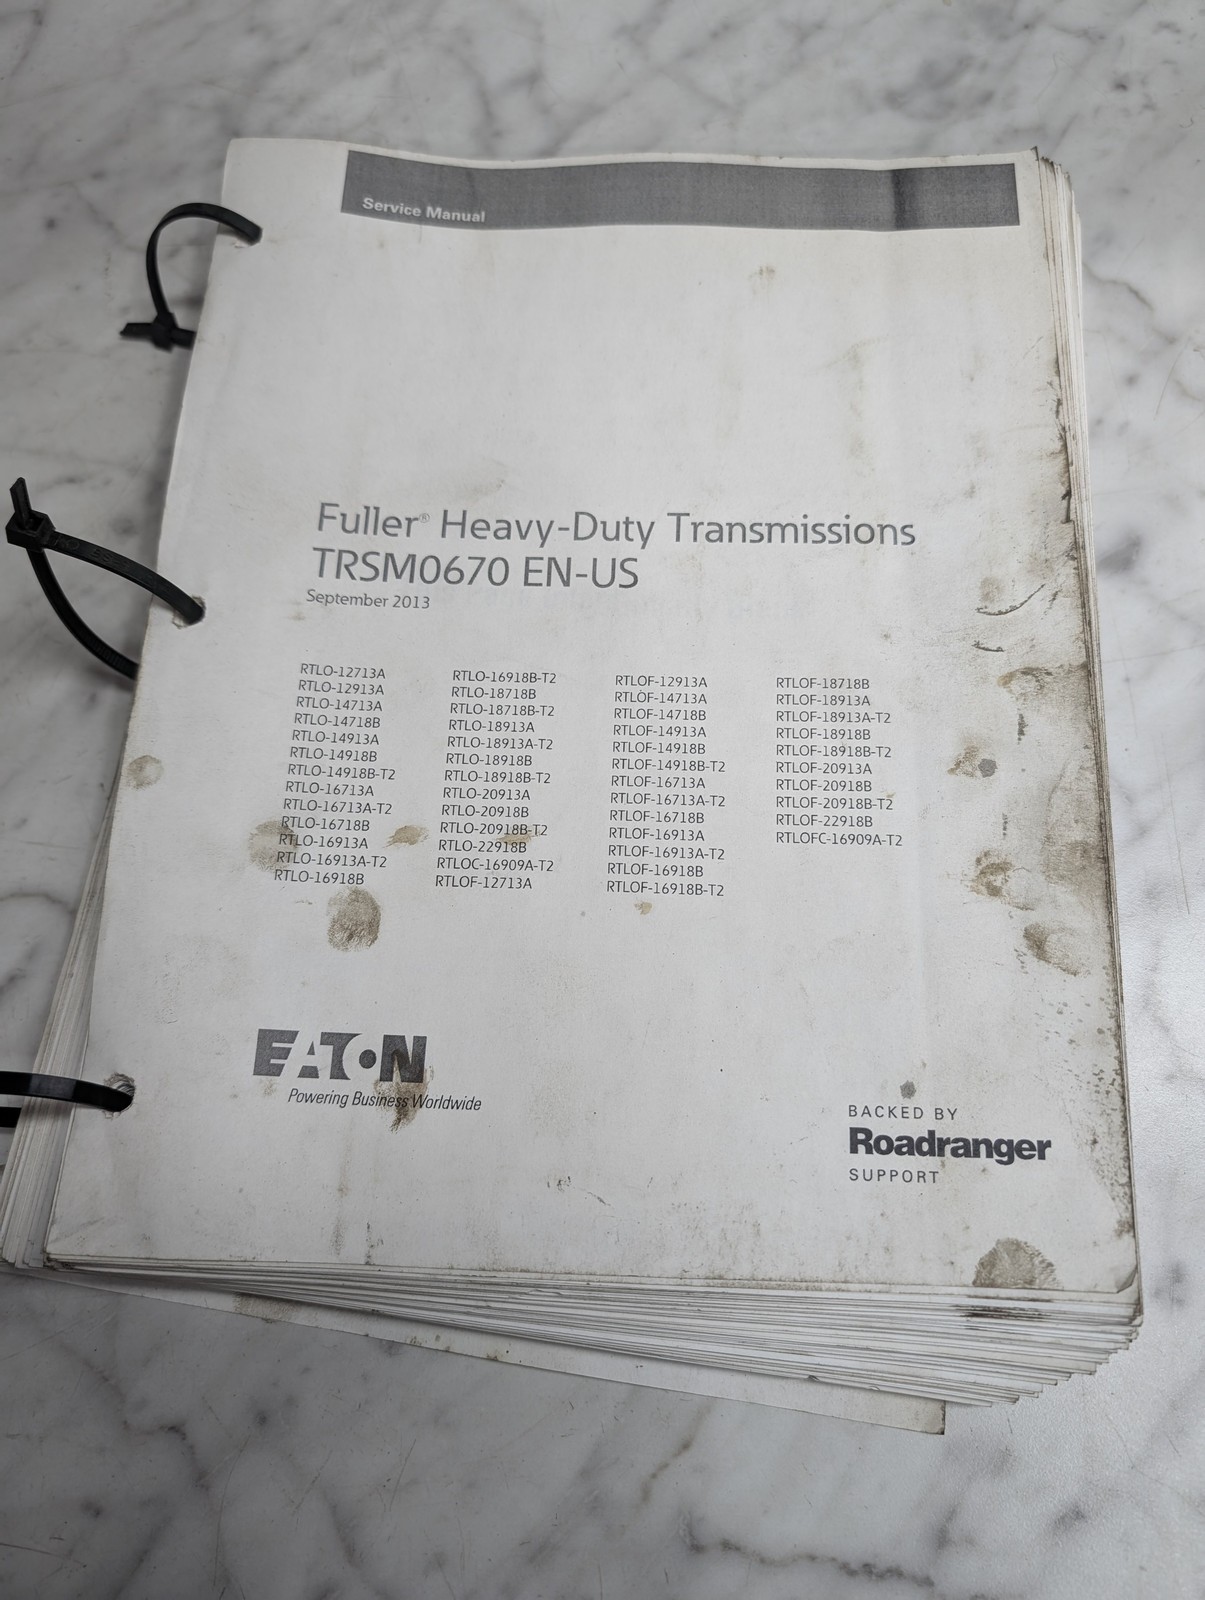 Service Manual
Fuller® Heavy-Duty Transmissions
TRSM0670 EN-US
September 2013
RTLO-12713A
RTLO-12913A
RTLO-14713A
RTLO-14718B
RTLO-14913A
RTLO-14918B
RTLO-14918B-T2
RTLO-16713A
RTLO-16713A-T2
RTLO-16718B
RTLO-16913A
RTLO-16913A-T2
RTLO-16918B
RTLO-16918B-T2
RTLO-18718B
RTLO-18718B-T2
RTLO-18913A
RTLO-18913A-T2
RTLO-18918B
RTLO-18918B-T2
RTLO-20913A
RTLO-20918B
RTLO-20918B-T2
RTLO-22918B
RTLOC-16909A-T2
RTLOF-12713A
RTLOF-12913A
RTLOF-14713A
RTLOF-14718B
RTLOF-14913A
RTLOF-14918B
RTLOF-14918B-T2
RTLOF-16713A
RTLOF-16713A-T2
RTLOF-16718B
RTLOF-16913A
RTLOF-16913A-T2
RTLOF-16918B
RTLOF-16918B-T2
RTLOF-18718B
RTLOF-18913A
RTLOF-18913A-T2
RTLOF-18918B
RTLOF-18918B-T2
RTLOF-20913A
RTLOF-20918B
RTLOF-20918B-T2
RTLOF-22918B
RTLOFC-16909A-T2
EATON
Powering Business Worldwide
BACKED BY
Roadranger
SUPPORT